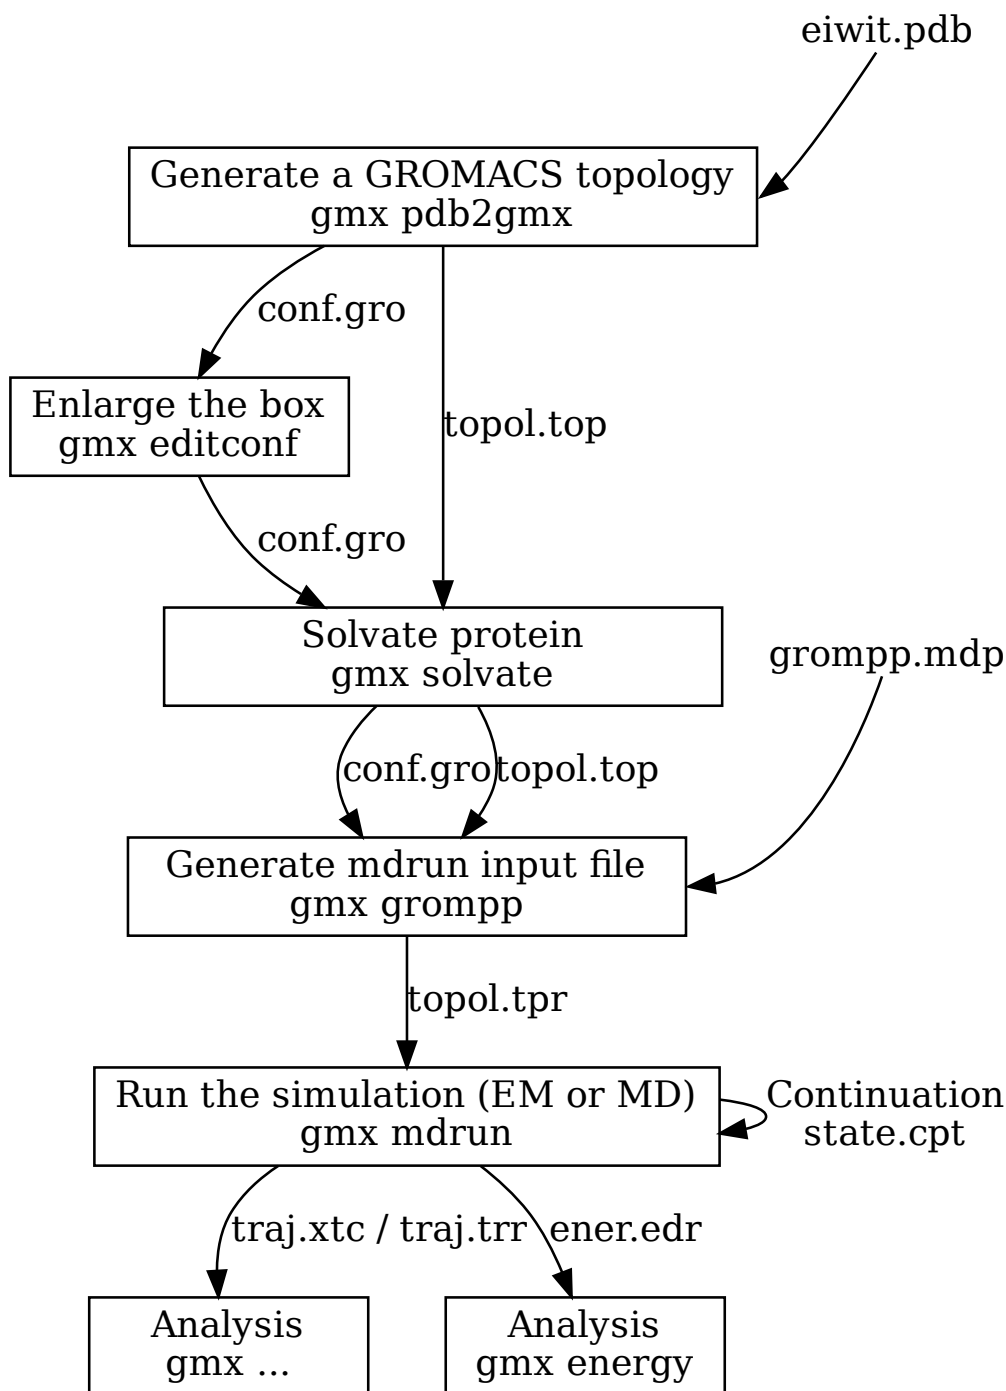 eiwit.pdb
Generate a GROMACS topology
gmx pdb2gmx
conf.gro
Enlarge the box
gmx editconf
topol.top
conf.gro
Solvate protein
gmx solvate
grompp.mdp
conf.gro
topol.top
Generate mdrun input file
gmx grompp
topol.tpr
Run the simulation (EM or MD)
gmx mdrun
Continuation
state.cpt
traj.xtc / traj.trr
ener.edr
Analysis
gmx ...
Analysis
gmx energy